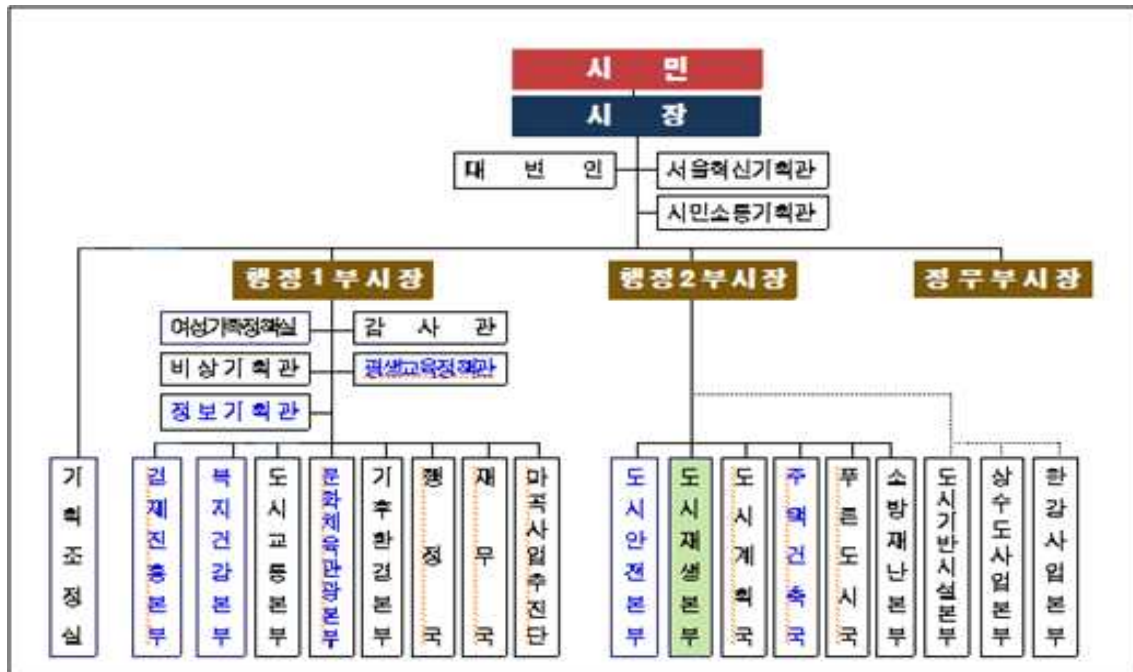 시 민
시 장
대 변 인
서울혁신기획관
시민소통기획관
행정1부시장
행정2부시장
정무부시장
여성가족정책실
감 사 관
비상기획관
평생교육정책관
정보기획관
기획조정실
경제진흥본부
복지건강본부
도시교통본부
문화체육관광본부
기후환경본부
행정국
재무국
마곡사업추진단
도시안전본부
도시재생본부
도시계획국
주택건축국
푸른도시국
소방재난본부
도시기반시설본부
상수도사업본부
한강사업본부